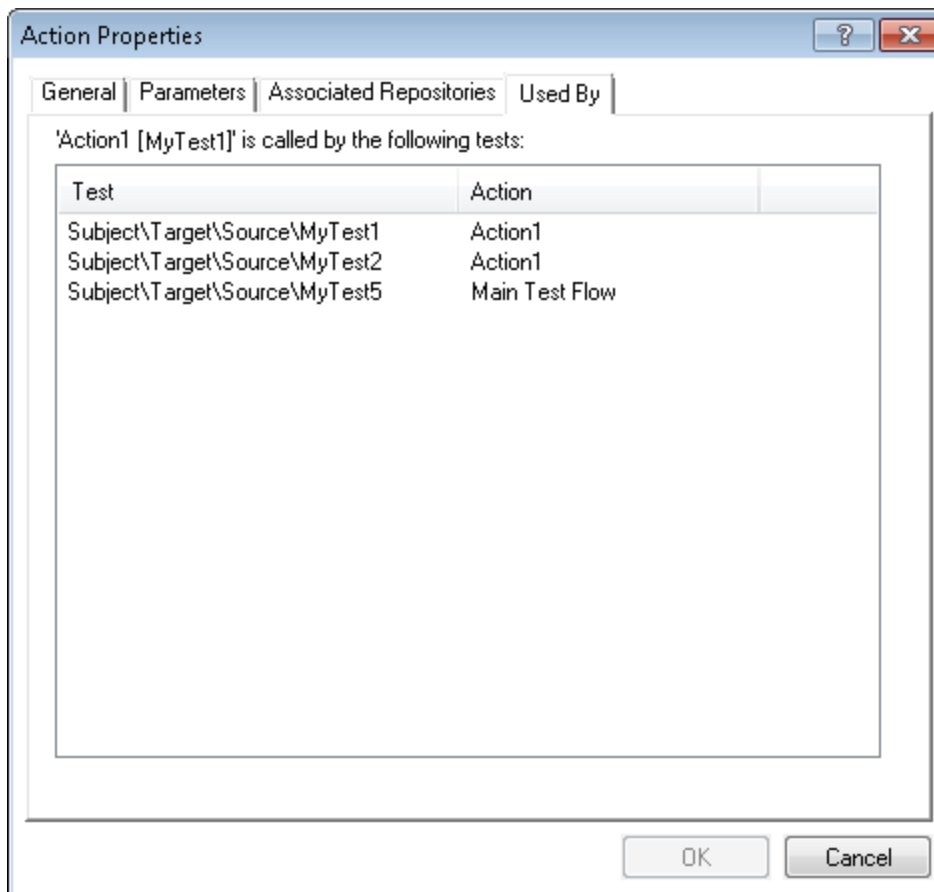 Action Properties
?
General Parameters Associated Repositories Used By
'Action1 [MyTest1]' is called by the following tests:
Test Action
Subject\Target\Source\MyTest1 Action1
Subject\Target\Source\MyTest2 Action1
Subject\Target\Source\MyTest5 Main Test Flow
OK Cancel